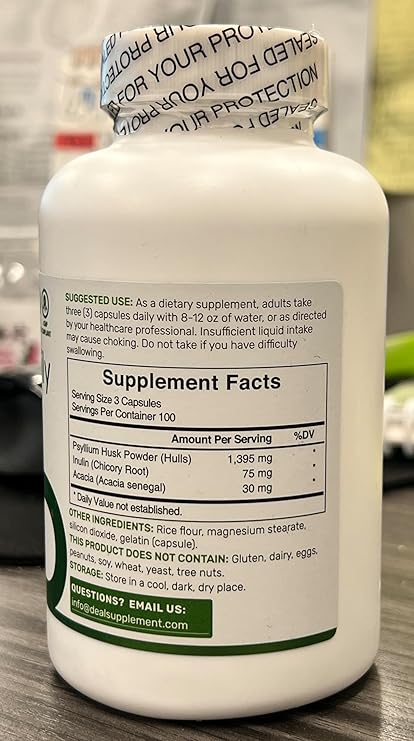 SEALED FOR YOUR PROTECTION
SUGGESTED USE: As a dietary supplement, adults take
three (3) capsules daily with 8-12 oz of water, or as directed
by your healthcare professional. Insufficient liquid intake
may cause choking. Do not take if you have difficulty
swallowing.
Supplement Facts
Serving Size 3 Capsules
Servings Per Container 100
Amount Per Serving %DV
Psyllium Husk Powder (Hulls) 1,395 mg *
Inulin (Chicory Root) 75 mg *
Acacia (Acacia senegal) 30 mg *
* Daily Value not established.
OTHER INGREDIENTS: Rice flour, magnesium stearate,
silicon dioxide, gelatin (capsule).
THIS PRODUCT DOES NOT CONTAIN: Gluten, dairy, eggs,
peanuts, soy, wheat, yeast, tree nuts.
STORAGE: Store in a cool, dark, dry place.
QUESTIONS? EMAIL US:
info@dealsupplement.com